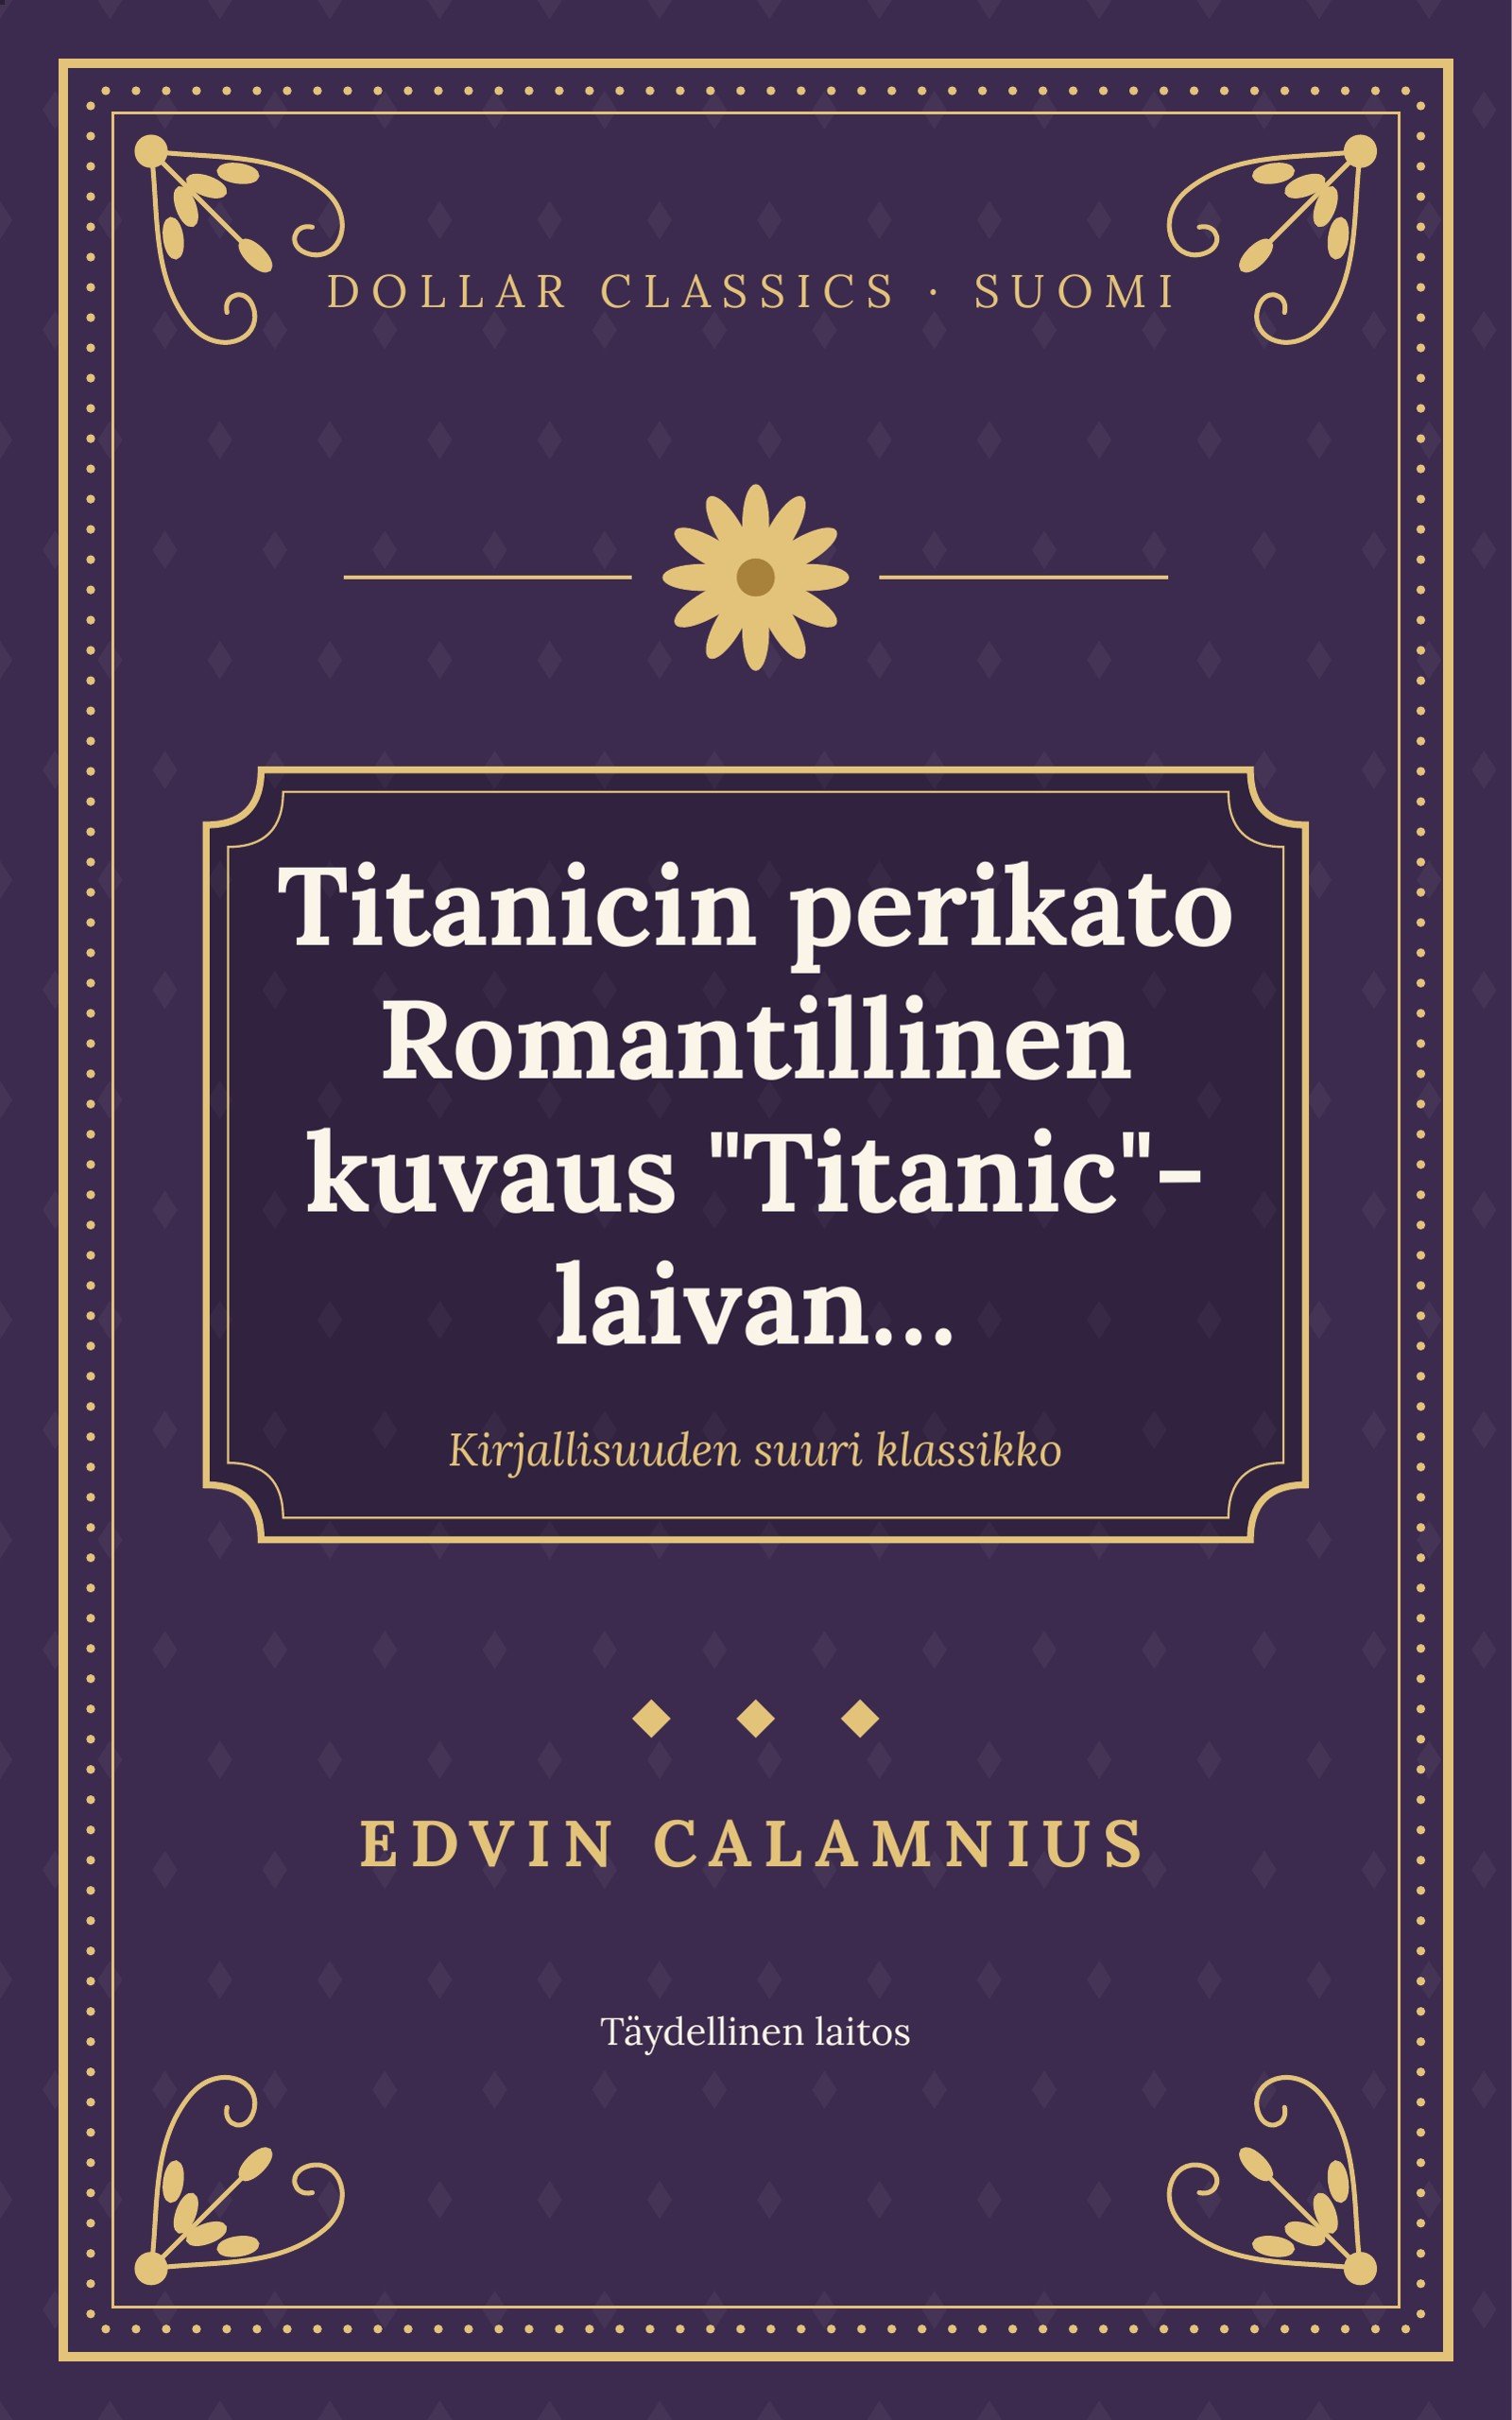 DOLLAR CLASSICS · SUOMI
Titanicin perikato
Romantillinen
kuvaus "Titanic"-
laivan...
Kirjallisuuden suuri klassikko
EDVIN CALAMNIUS
Täydellinen laitos